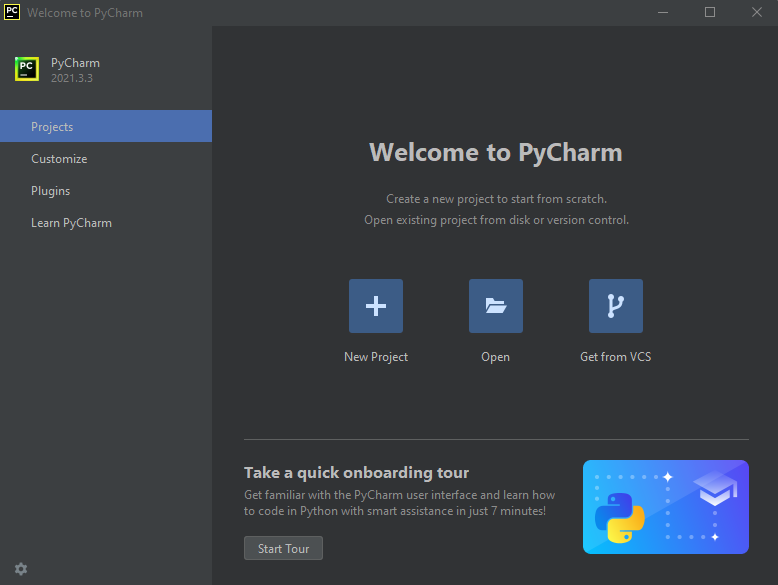 PC Welcome to PyCharm
PC
PyCharm
2021.3.3
Projects
Customize
Plugins
Learn PyCharm
Welcome to PyCharm
Create a new project to start from scratch.
Open existing project from disk or version control.
New Project
Open
Get from VCS
Take a quick onboarding tour
Get familiar with the PyCharm user interface and learn how
to code in Python with smart assistance in just 7 minutes!
Start Tour